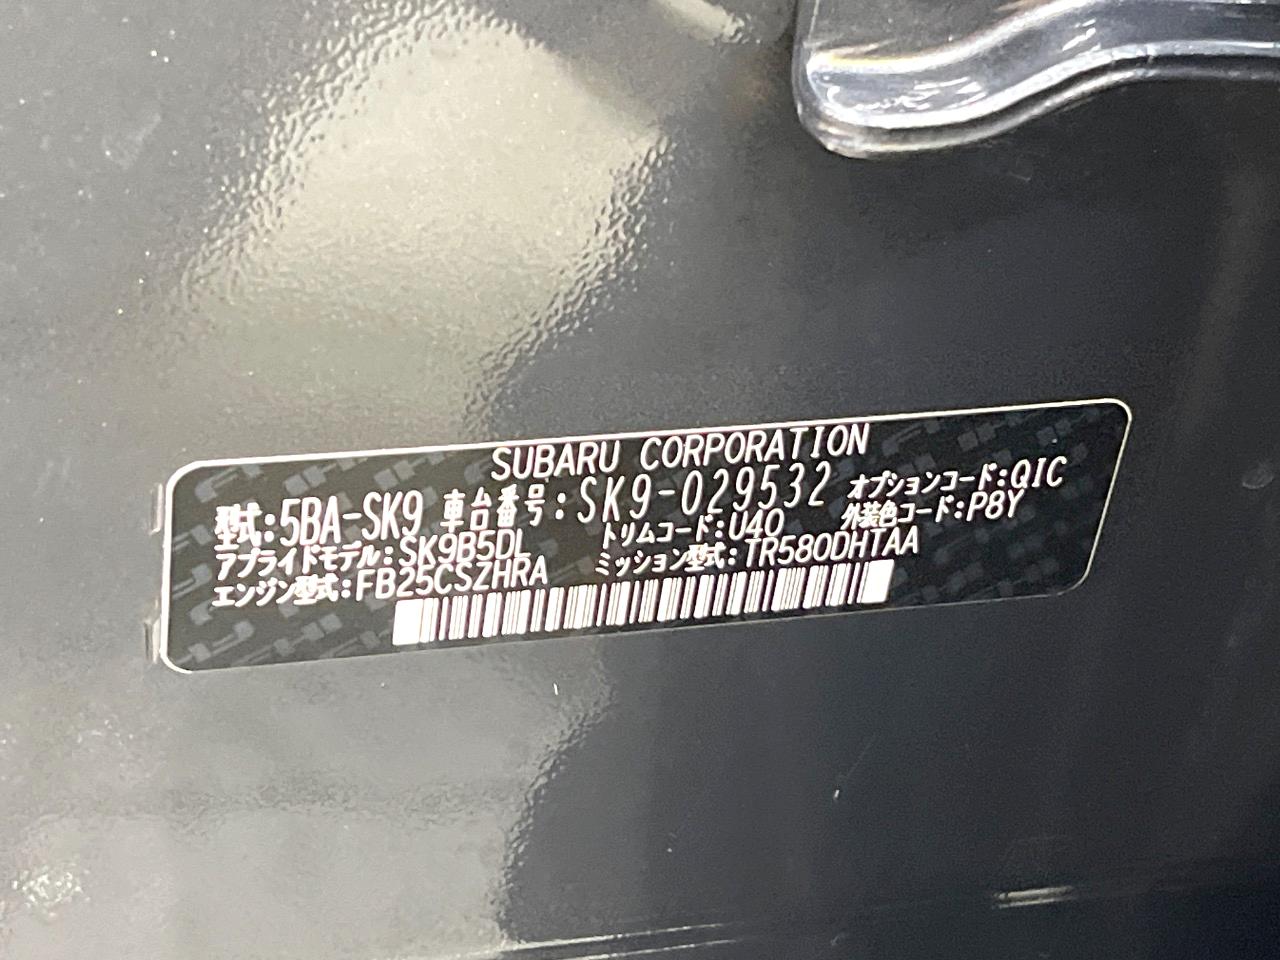 SUBARU CORPORATION
型式:5BA-SK9 車台番号:SK9-029532 オプションコード:QIC
アプライドモデル:SK9B5DL トリムコード:U40 外装色コード:P8Y
エンジン型式:FB25CSZHRA ミッション型式:TR580DHTAA